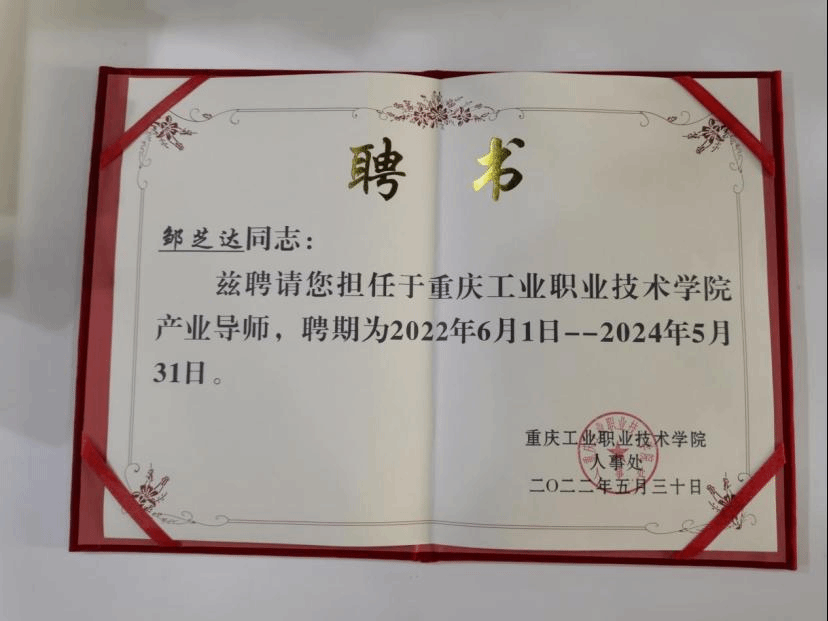 聘 书
邹芝达同志：
兹聘请您担任于重庆工业职业技术学院
产业导师，聘期为2022年6月1日--2024年5月
31日。
重庆工业职业技术学院
人事处
二〇二二年五月三十日